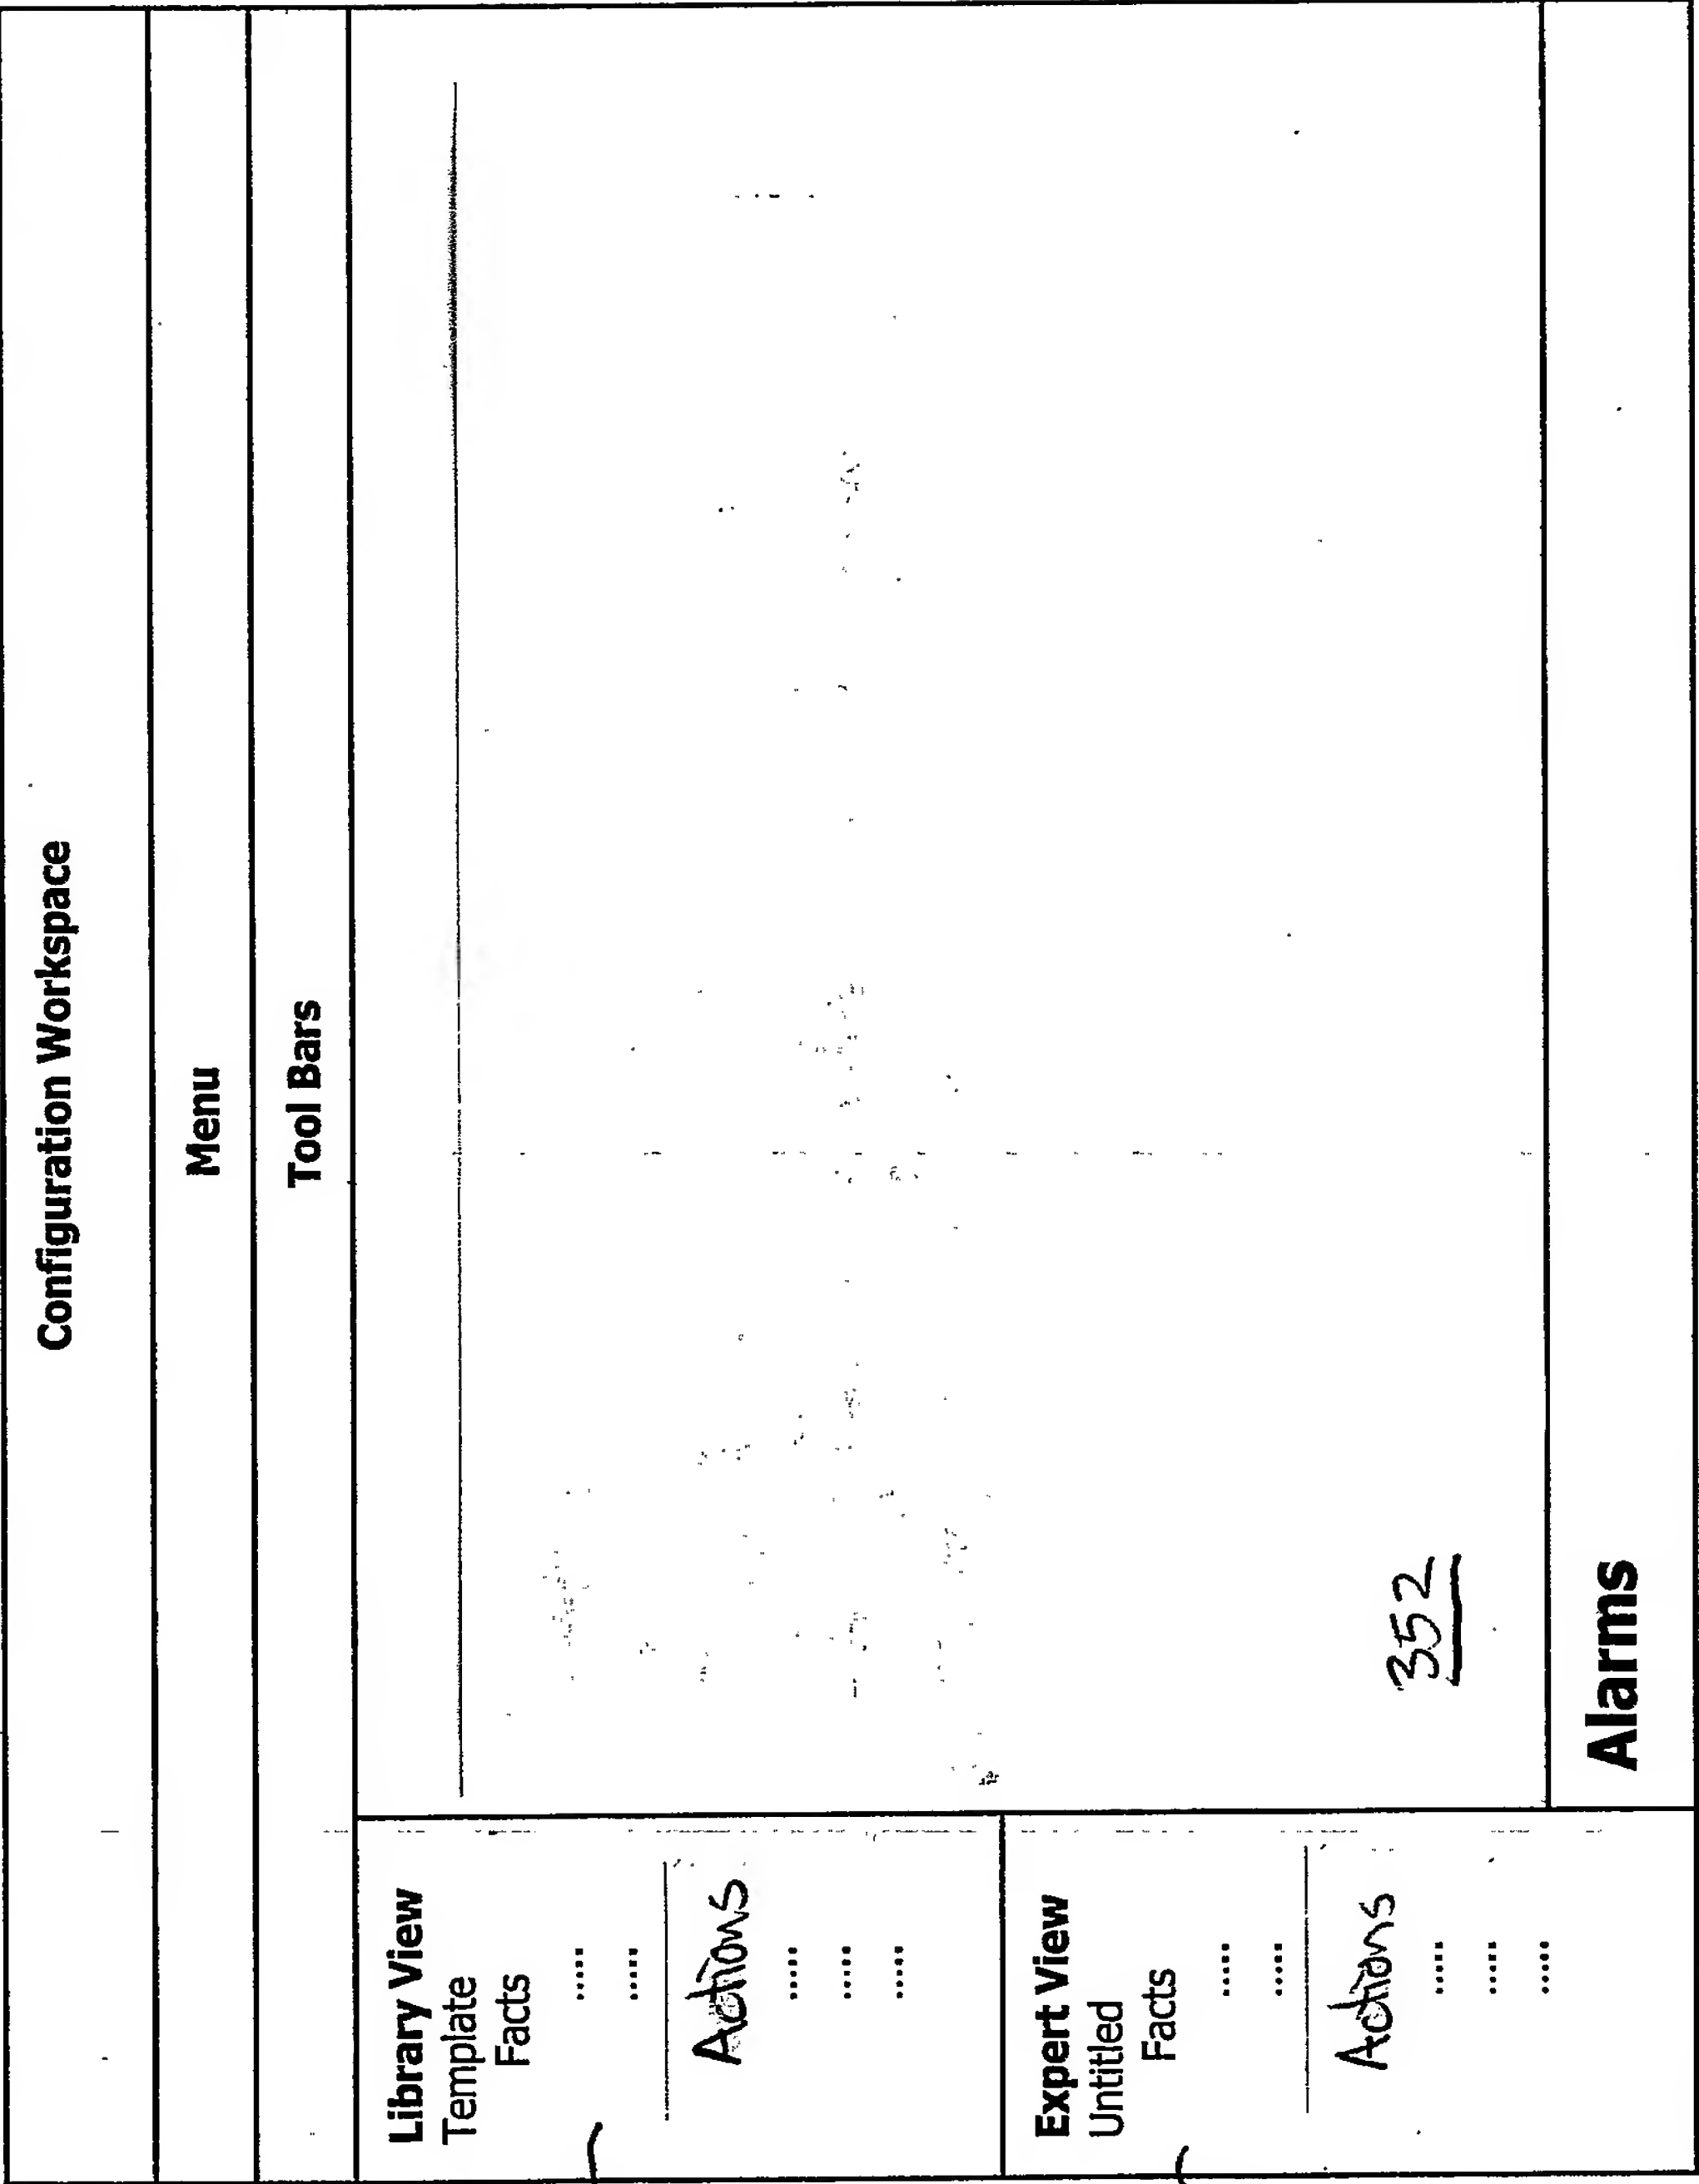 Configuration Workspace
Menu
Tool Bars
Library View
Template
Facts
.....
.....
Actions
.....
.....
.....
Expert View
Untitled
Facts
.....
.....
Actions
.....
.....
.....
352
Alarms